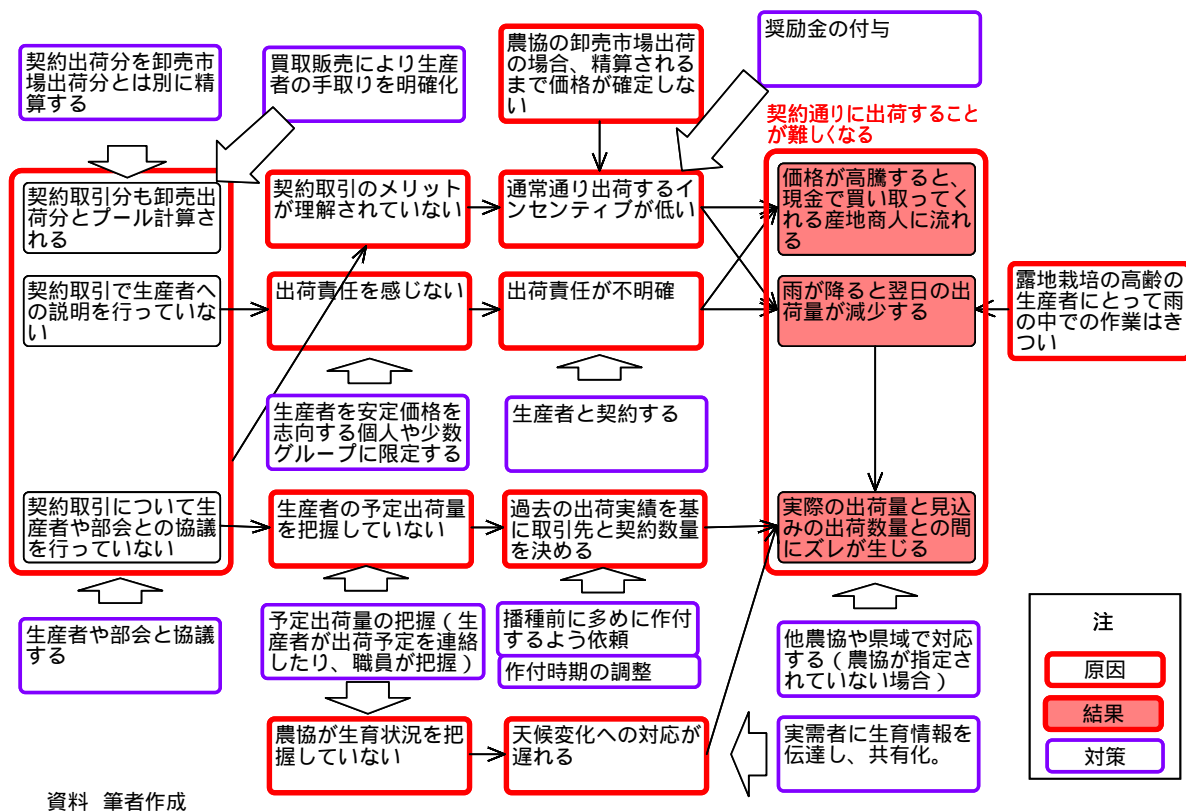 契約出荷分を卸売市
場出荷分とは別に精
算する
買取販売により生産
者の手取りを明確化
農協の卸売市場出荷
の場合、精算される
まで価格が確定しな
い
奨励金の付与
契約通りに出荷すること
が難しくなる
契約取引分も卸売出
荷分とプール計算さ
れる
契約取引のメリット
が理解されていない
通常通り出荷するイ
ンセンティブが低い
価格が高騰すると、
現金で買い取ってく
れる産地商人に流れ
る
契約取引で生産者へ
の説明を行っていな
い
出荷責任を感じない
出荷責任が不明確
雨が降ると翌日の出
荷量が減少する
露地栽培の高齢の
生産者にとって雨
の中での作業はき
つい
生産者を安定価格を
志向する個人や少数
グループに限定する
生産者と契約する
契約取引について生
産者や部会との協議
を行っていない
生産者の予定出荷量
を把握していない
過去の出荷実績を基
に取引先と契約数量
を決める
実際の出荷量と見込
みの出荷数量との間
にズレが生じる
生産者や部会と協議
する
予定出荷量の把握(生
産者が出荷予定を連絡
したり、職員が把握)
播種前に多めに作付
するよう依頼
作付時期の調整
他農協や県域で対応
する(農協が指定さ
れていない場合)
農協が生育状況を把
握していない
天候変化への対応が
遅れる
実需者に生育情報を
伝達し、共有化。
注
原因
結果
対策
資料 筆者作成